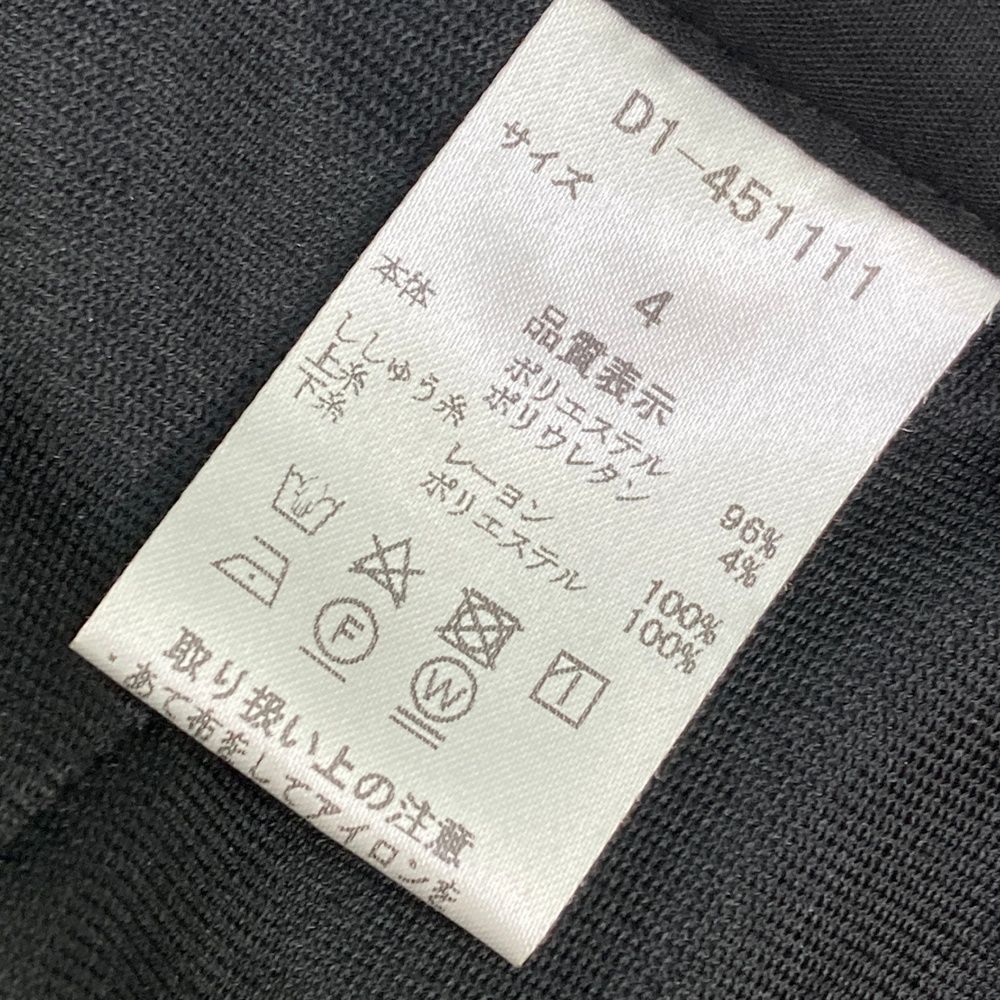 D1-451111
サイズ
4
品質表示
本体 ポリエステル 96%
ポリウレタン 4%
ししゅう糸
上糸 レーヨン 100%
下糸 ポリエステル 100%
F
W
取り扱い上の注意
・あて布をしてアイロンを